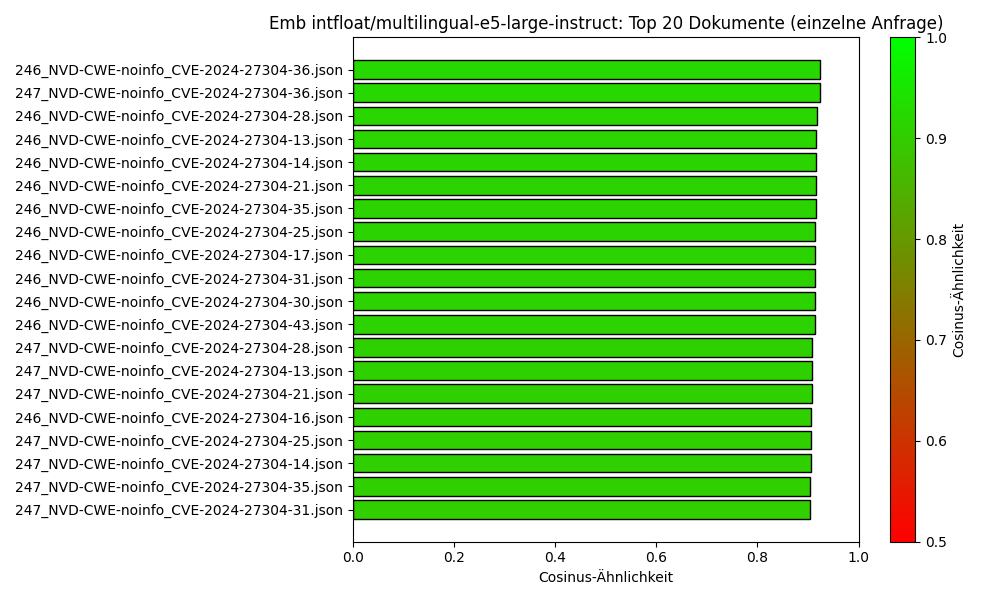 Emb intfloat/multilingual-e5-large-instruct: Top 20 Dokumente (einzelne Anfrage)
246_NVD-CWE-noinfo_CVE-2024-27304-36.json
247_NVD-CWE-noinfo_CVE-2024-27304-36.json
246_NVD-CWE-noinfo_CVE-2024-27304-28.json
246_NVD-CWE-noinfo_CVE-2024-27304-13.json
246_NVD-CWE-noinfo_CVE-2024-27304-14.json
246_NVD-CWE-noinfo_CVE-2024-27304-21.json
246_NVD-CWE-noinfo_CVE-2024-27304-35.json
246_NVD-CWE-noinfo_CVE-2024-27304-25.json
246_NVD-CWE-noinfo_CVE-2024-27304-17.json
246_NVD-CWE-noinfo_CVE-2024-27304-31.json
246_NVD-CWE-noinfo_CVE-2024-27304-30.json
246_NVD-CWE-noinfo_CVE-2024-27304-43.json
247_NVD-CWE-noinfo_CVE-2024-27304-28.json
247_NVD-CWE-noinfo_CVE-2024-27304-13.json
247_NVD-CWE-noinfo_CVE-2024-27304-21.json
246_NVD-CWE-noinfo_CVE-2024-27304-16.json
247_NVD-CWE-noinfo_CVE-2024-27304-25.json
247_NVD-CWE-noinfo_CVE-2024-27304-14.json
247_NVD-CWE-noinfo_CVE-2024-27304-35.json
247_NVD-CWE-noinfo_CVE-2024-27304-31.json
0.0 0.2 0.4 0.6 0.8 1.0
Cosinus-Ähnlichkeit
1.0
0.9
0.8
0.7
0.6
0.5
Cosinus-Ähnlichkeit